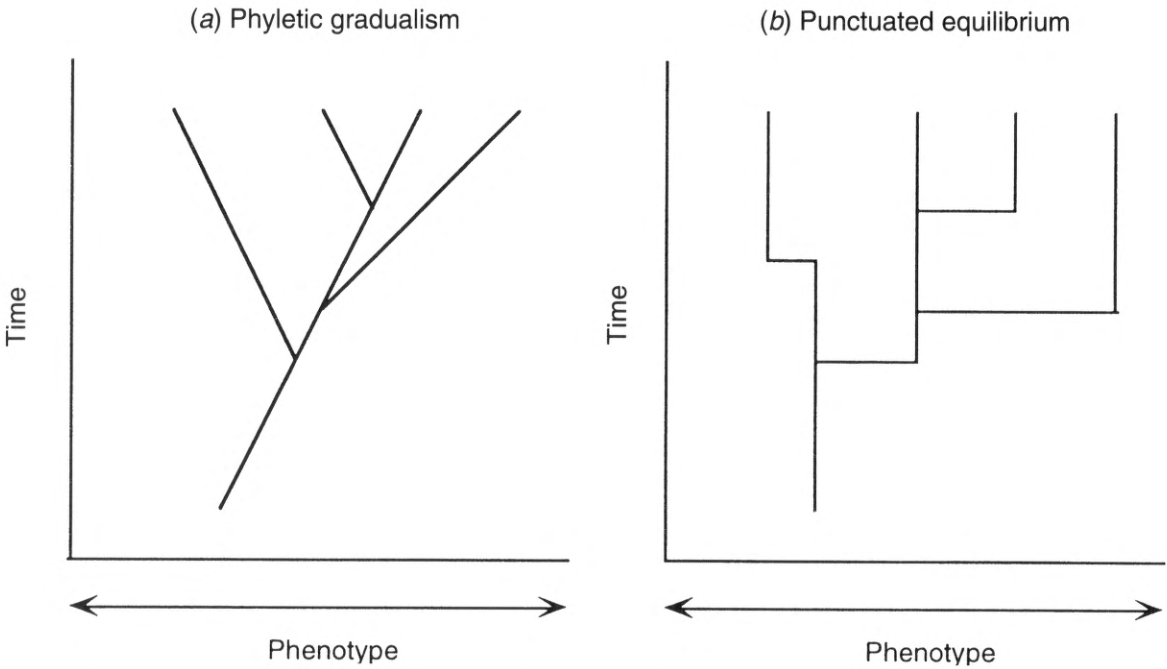 (a) Phyletic gradualism
(b) Punctuated equilibrium
Time
Time
Phenotype
Phenotype